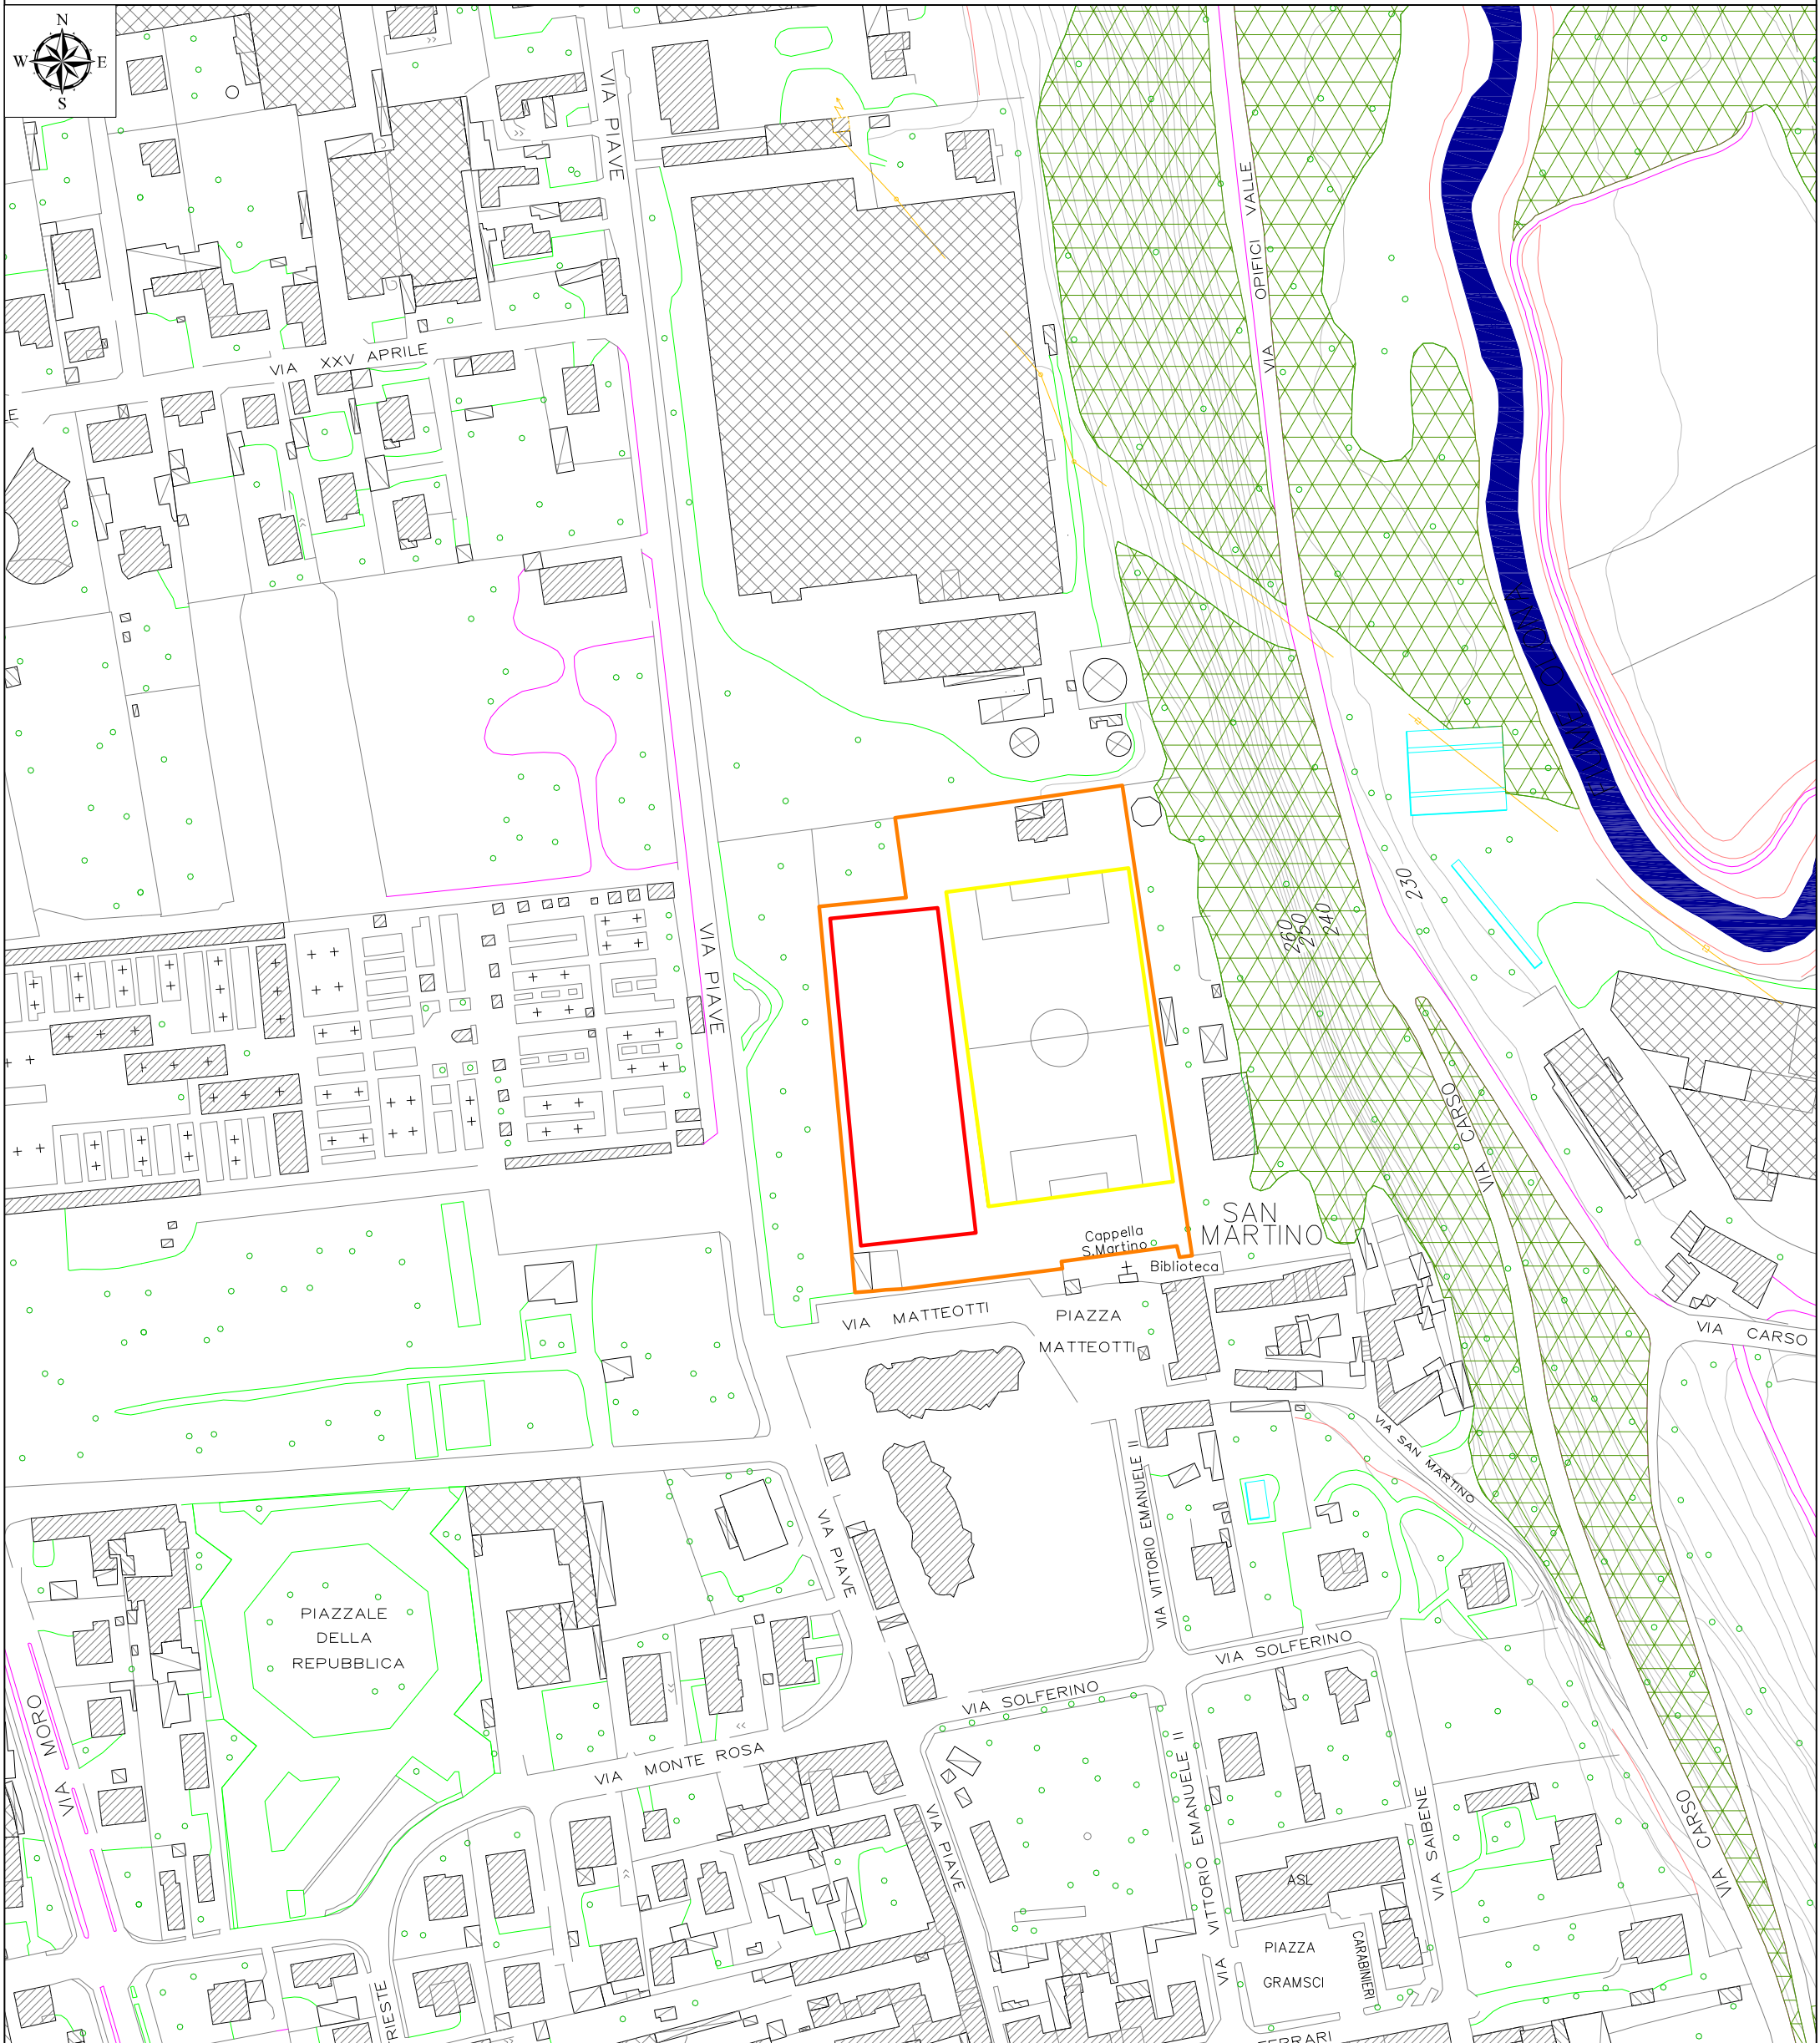 N
W E
S
VIA PIAVE
VIA OPIFICI VALLE
VIA XXV APRILE
E
VIA PIAVE
230
260
250
240
VIA CARSO
SAN
MARTINO
Cappella
S.Martino
Biblioteca
VIA MATTEOTTI
PIAZZA
MATTEOTTI
VIA CARSO
VIA SAN MARTINO
VIA VITTORIO EMANUELE II
VIA PIAVE
PIAZZALE
DELLA
REPUBBLICA
VIA SOLFERINO
VIA SOLFERINO
VIA MORO
VIA MONTE ROSA
VIA VITTORIO EMANUELE II
VIA SAIBENE
VIA CARSO
VIA PIAVE
ASL
PIAZZA
GRAMSCI
CARABINIERI
RIESTE
FERRARI